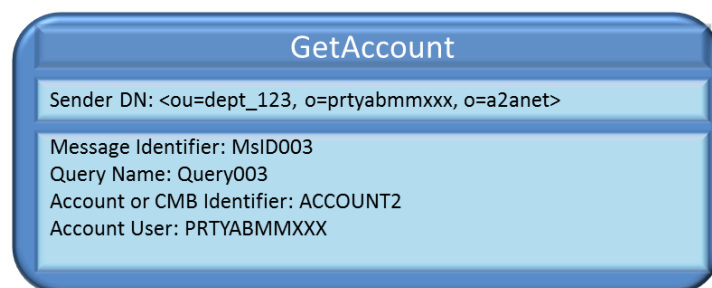 GetAccount
Sender DN: <ou=dept_123, o=prtyabmmxxx, o=a2anet>
Message Identifier: MsID003
Query Name: Query003
Account or CMB Identifier: ACCOUNT2
Account User: PRTYABMMXXX